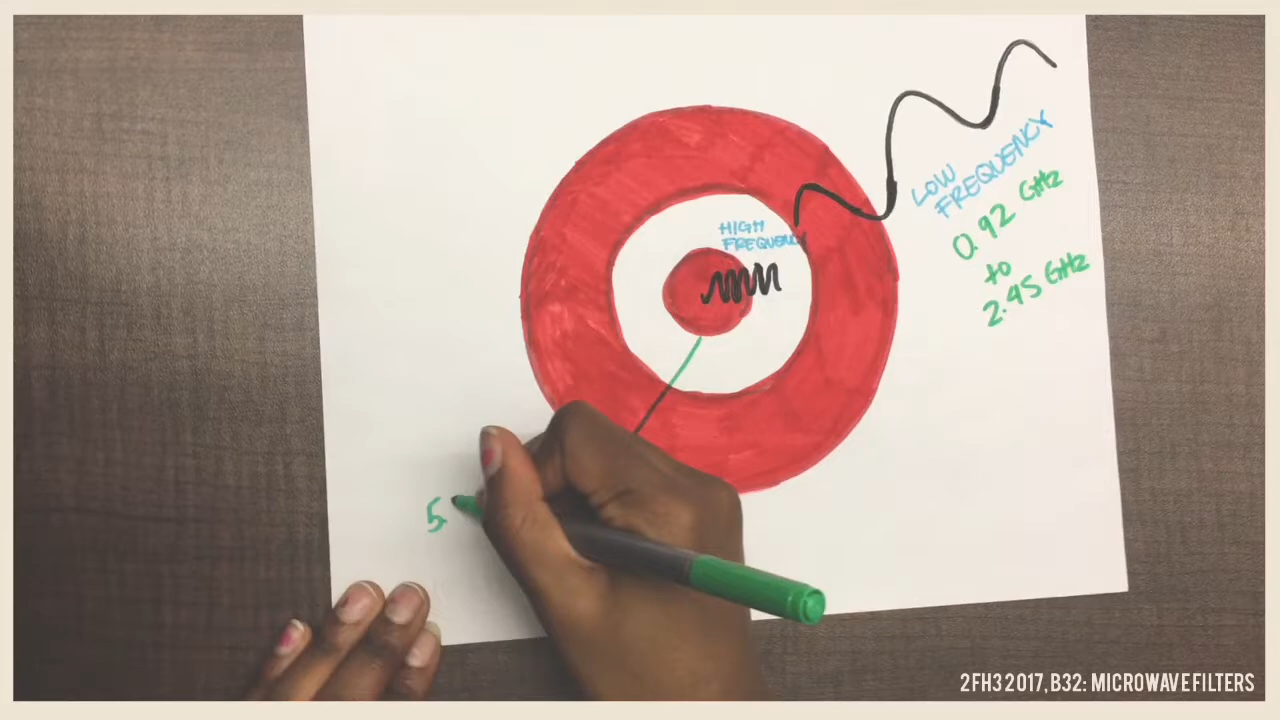 HIGH
FREQUENCY
LOW
FREQUENCY
0.92 GHz
to
2.45 GHz
5.
2FH3 2017, B32: MICROWAVE FILTERS